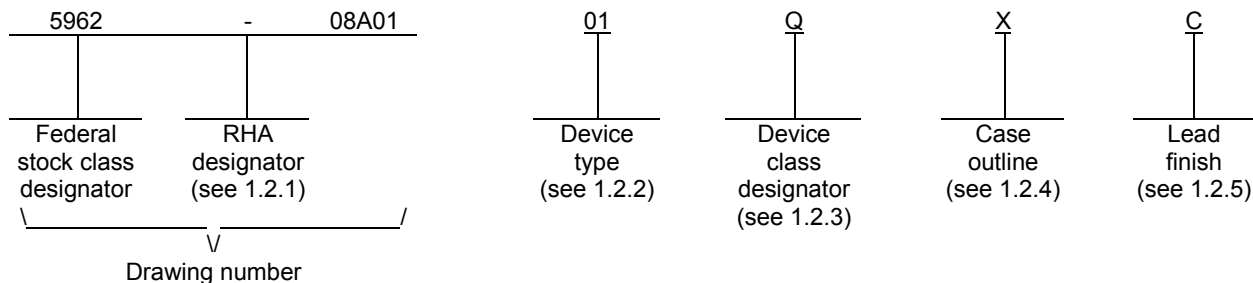 5962 - 08A01 01 Q X C
Federal stock class designator
RHA designator (see 1.2.1)
Device type (see 1.2.2)
Device class designator (see 1.2.3)
Case outline (see 1.2.4)
Lead finish (see 1.2.5)
\ /
\/
Drawing number